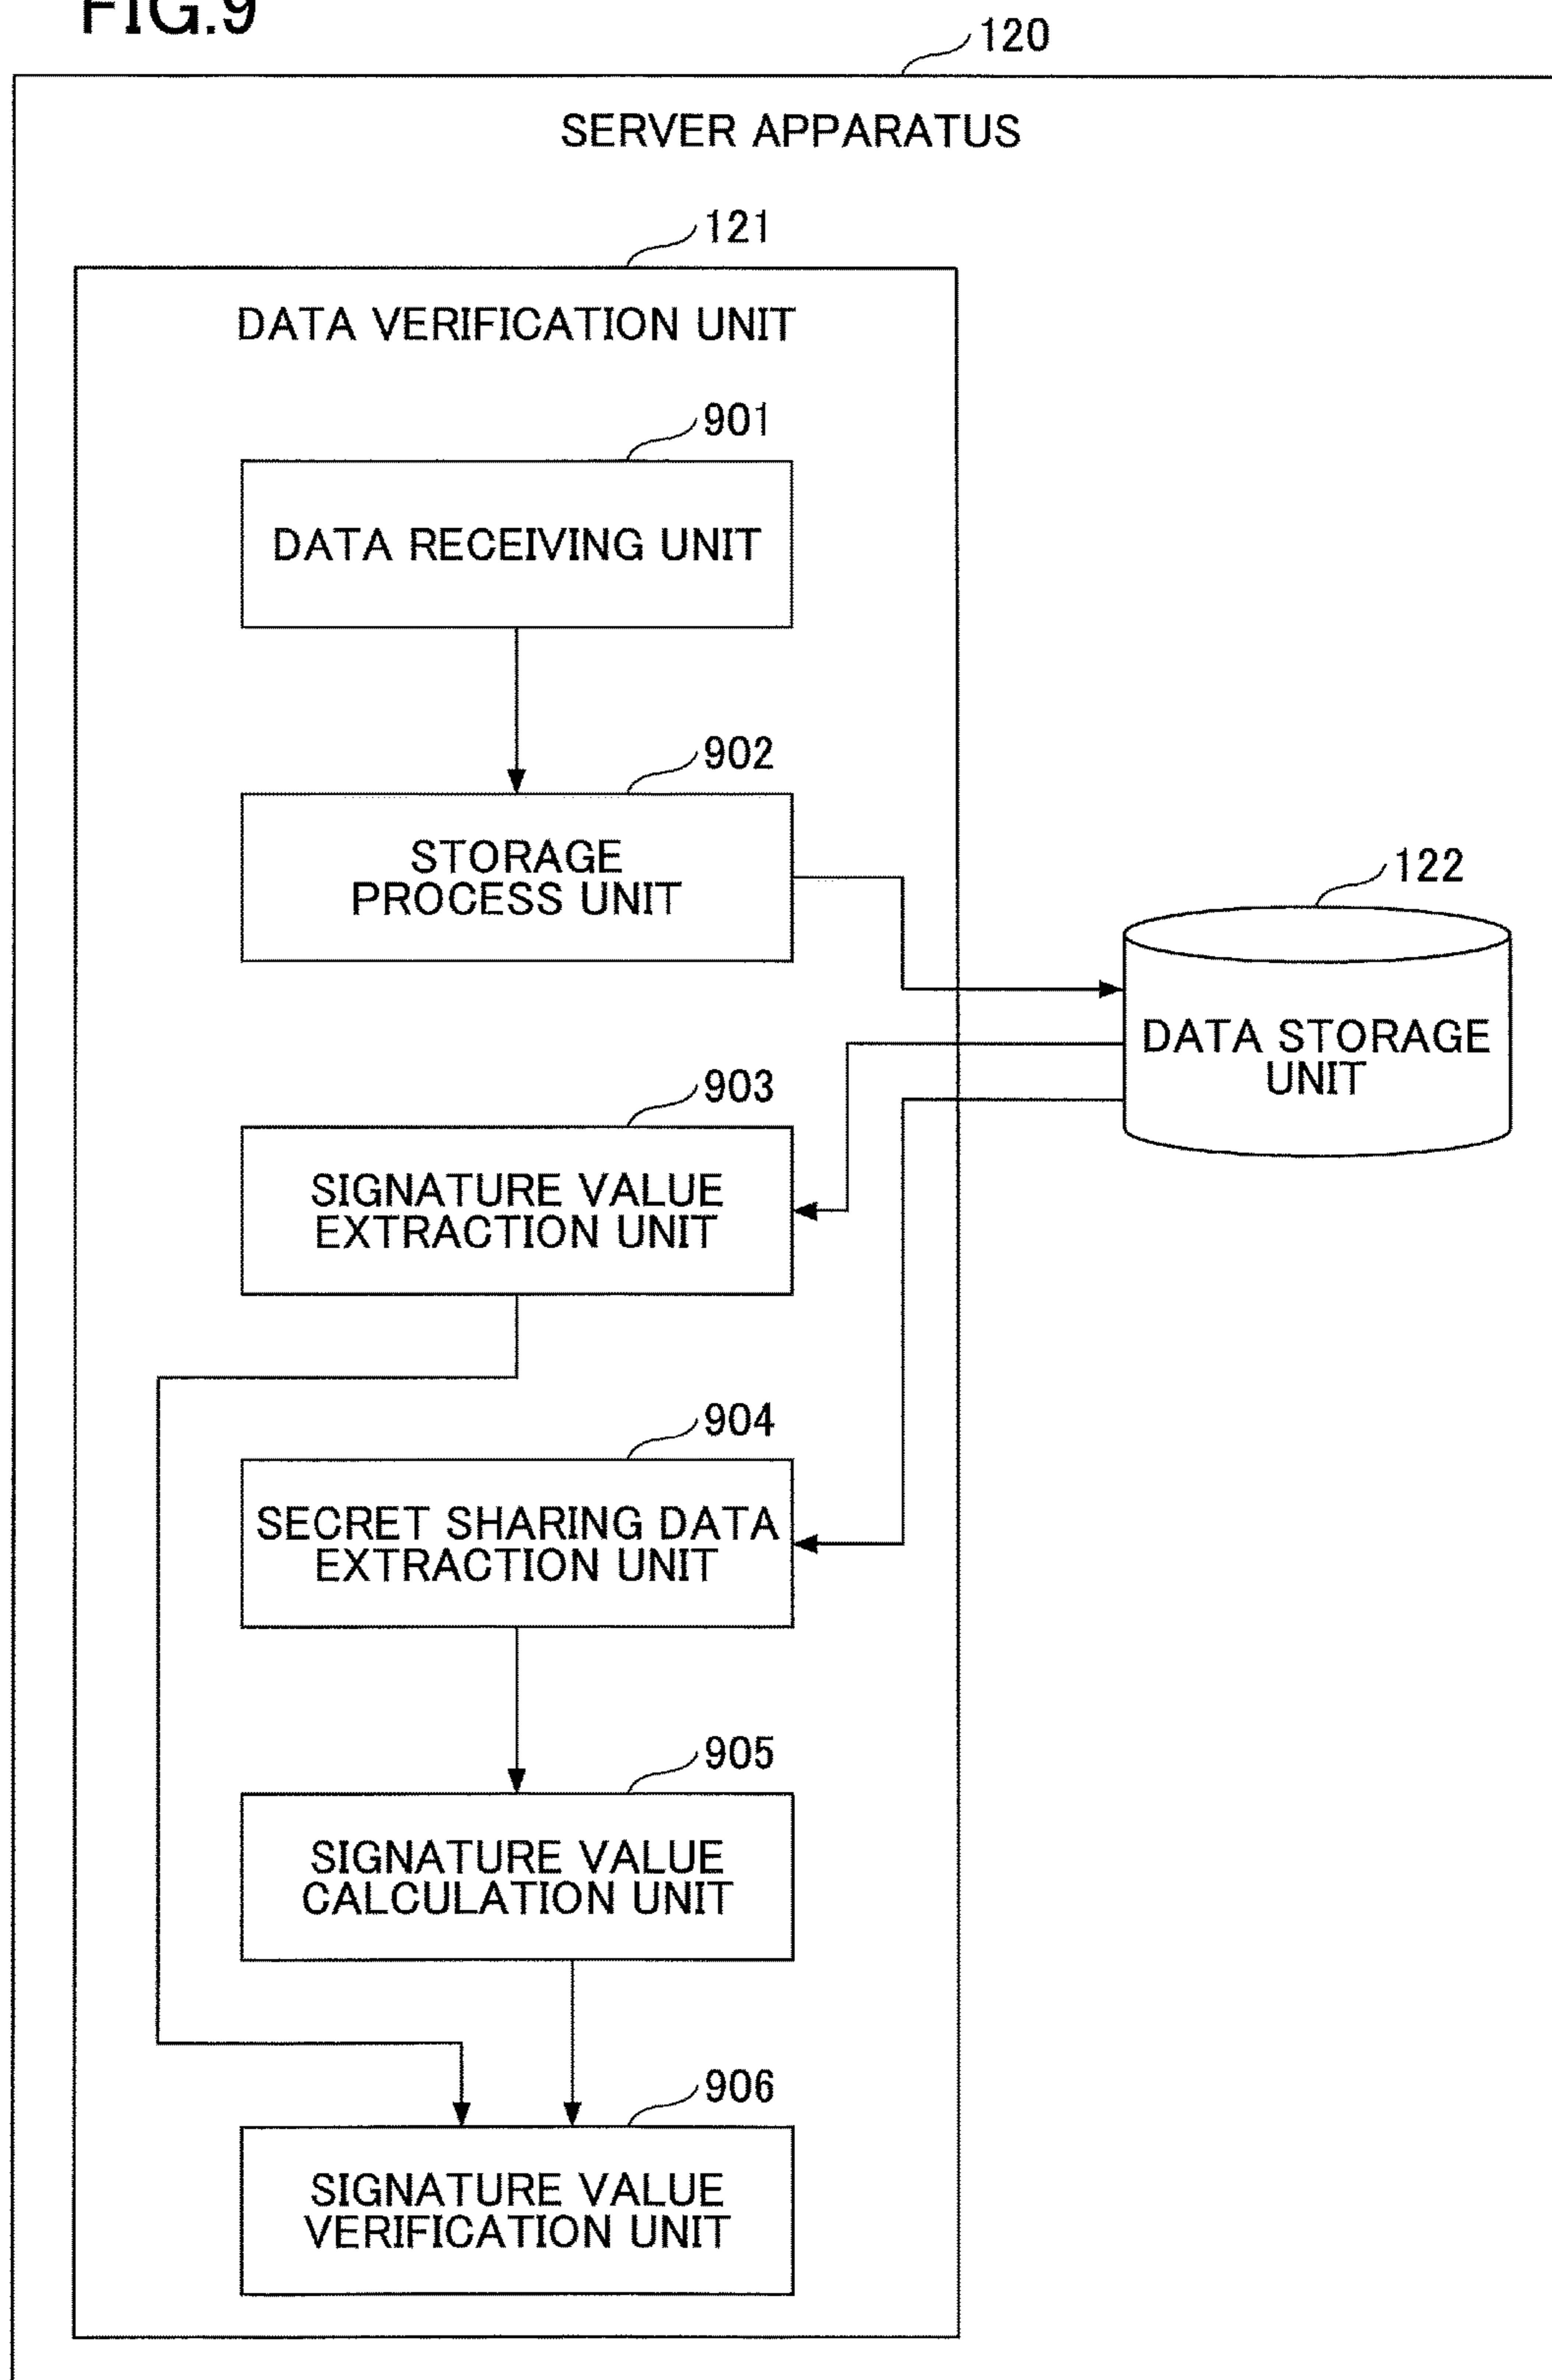 FIG.9
120
SERVER APPARATUS
121
DATA VERIFICATION UNIT
901
DATA RECEIVING UNIT
902
STORAGE
PROCESS UNIT
122
DATA STORAGE
UNIT
903
SIGNATURE VALUE
EXTRACTION UNIT
904
SECRET SHARING DATA
EXTRACTION UNIT
905
SIGNATURE VALUE
CALCULATION UNIT
906
SIGNATURE VALUE
VERIFICATION UNIT